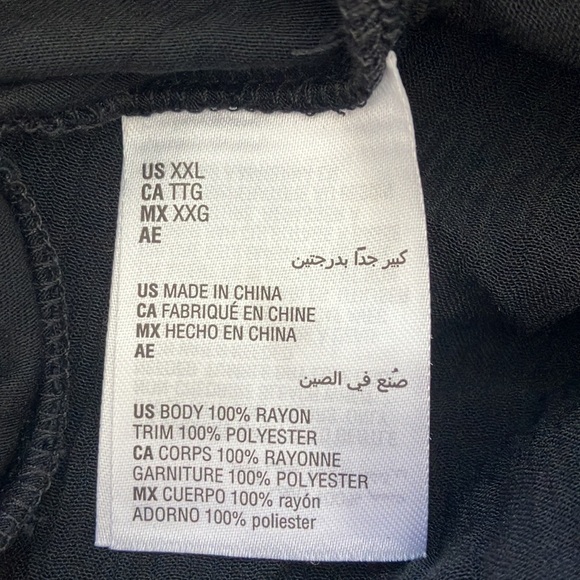 US XXL
CA TTG
MX XXG
AE
كبير جدًا بدرجتين
US MADE IN CHINA
CA FABRIQUÉ EN CHINE
MX HECHO EN CHINA
AE
صُنع في الصين
US BODY 100% RAYON
TRIM 100% POLYESTER
CA CORPS 100% RAYONNE
GARNITURE 100% POLYESTER
MX CUERPO 100% rayón
ADORNO 100% poliester